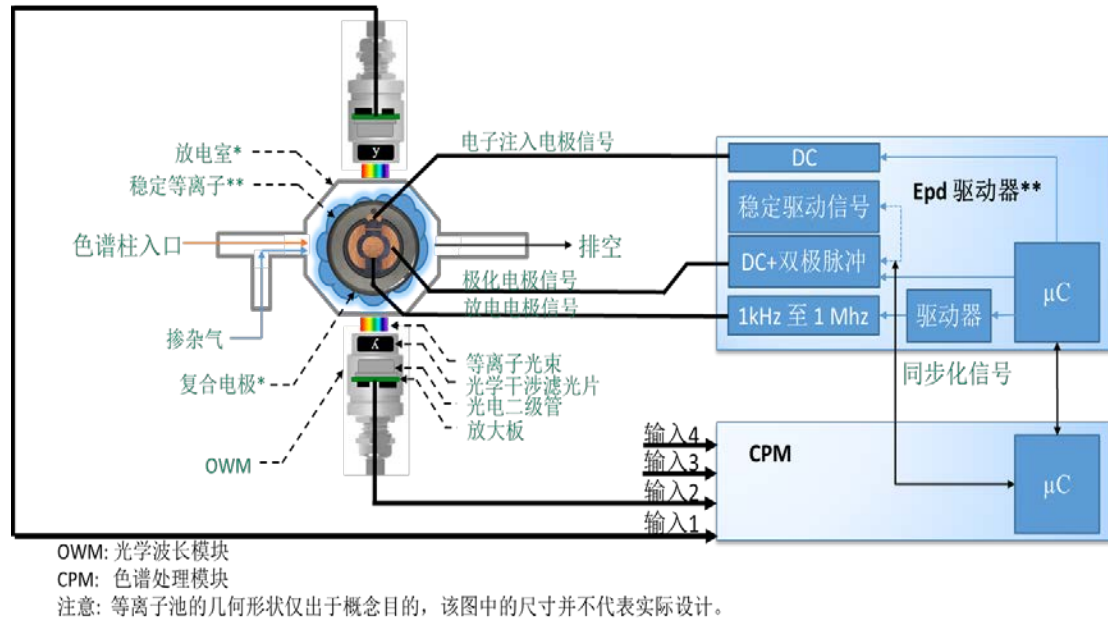 y
电子注入电极信号
DC
放电室*
Epd 驱动器**
稳定等离子**
稳定驱动信号
色谱柱入口
排空
DC+双极脉冲
极化电极信号
μC
放电电极信号
1kHz 至 1 Mhz
驱动器
掺杂气
y
等离子光束
同步化信号
复合电极*
光学干涉滤光片
光电二级管
放大板
输入4
OWM
输入3
CPM
输入2
μC
输入1
OWM: 光学波长模块
CPM: 色谱处理模块
注意: 等离子池的几何形状仅出于概念目的，该图中的尺寸并不代表实际设计。